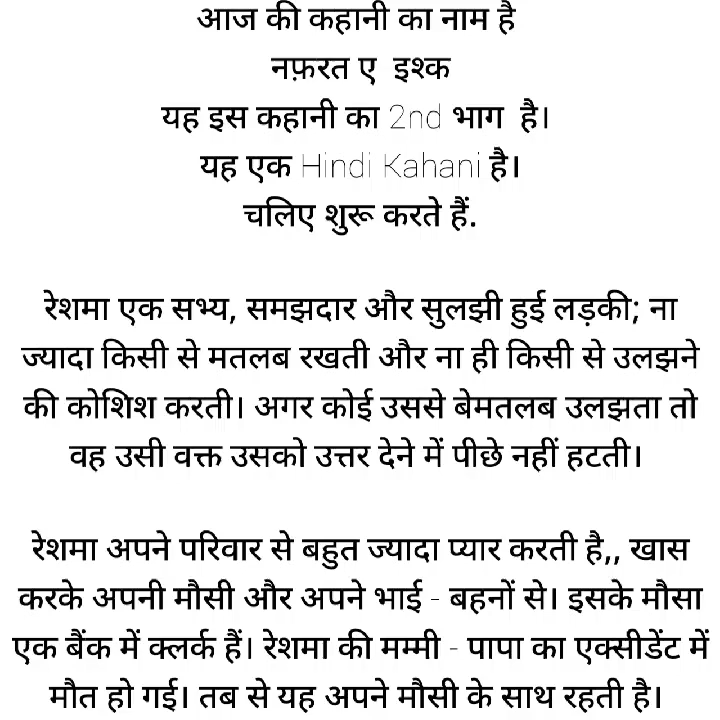 आज की कहानी का नाम है
नफ़रत ए इश्क
यह इस कहानी का 2nd भाग है।
यह एक Hindi Kahani है।
चलिए शुरू करते हैं.
रेशमा एक सभ्य, समझदार और सुलझी हुई लड़की; ना
ज्यादा किसी से मतलब रखती और ना ही किसी से उलझने
की कोशिश करती। अगर कोई उससे बेमतलब उलझता तो
वह उसी वक्त उसको उत्तर देने में पीछे नहीं हटती।
रेशमा अपने परिवार से बहुत ज्यादा प्यार करती है,, खास
करके अपनी मौसी और अपने भाई - बहनों से। इसके मौसा
एक बैंक में क्लर्क हैं। रेशमा की मम्मी - पापा का एक्सीडेंट में
मौत हो गई। तब से यह अपने मौसी के साथ रहती है।